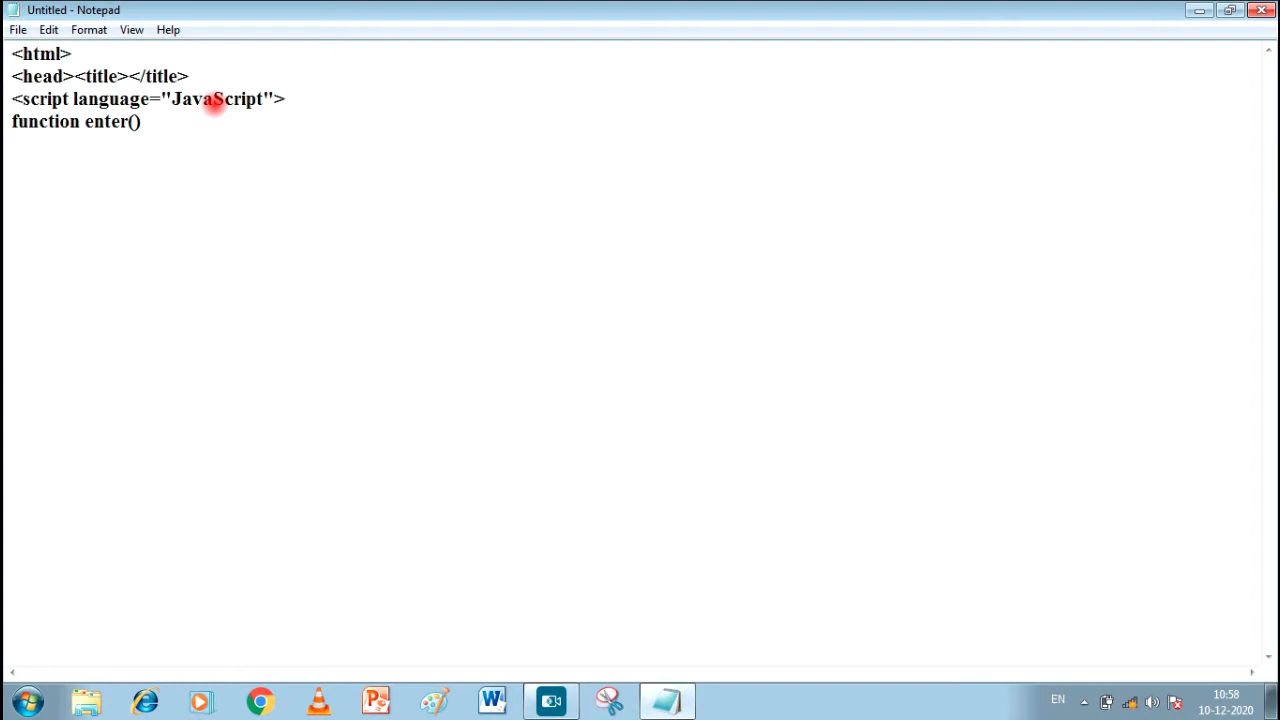 Untitled - Notepad
File Edit Format View Help
<html>
<head><title></title>
<script language="JavaScript">
function enter()
EN
10:58
10-12-2020